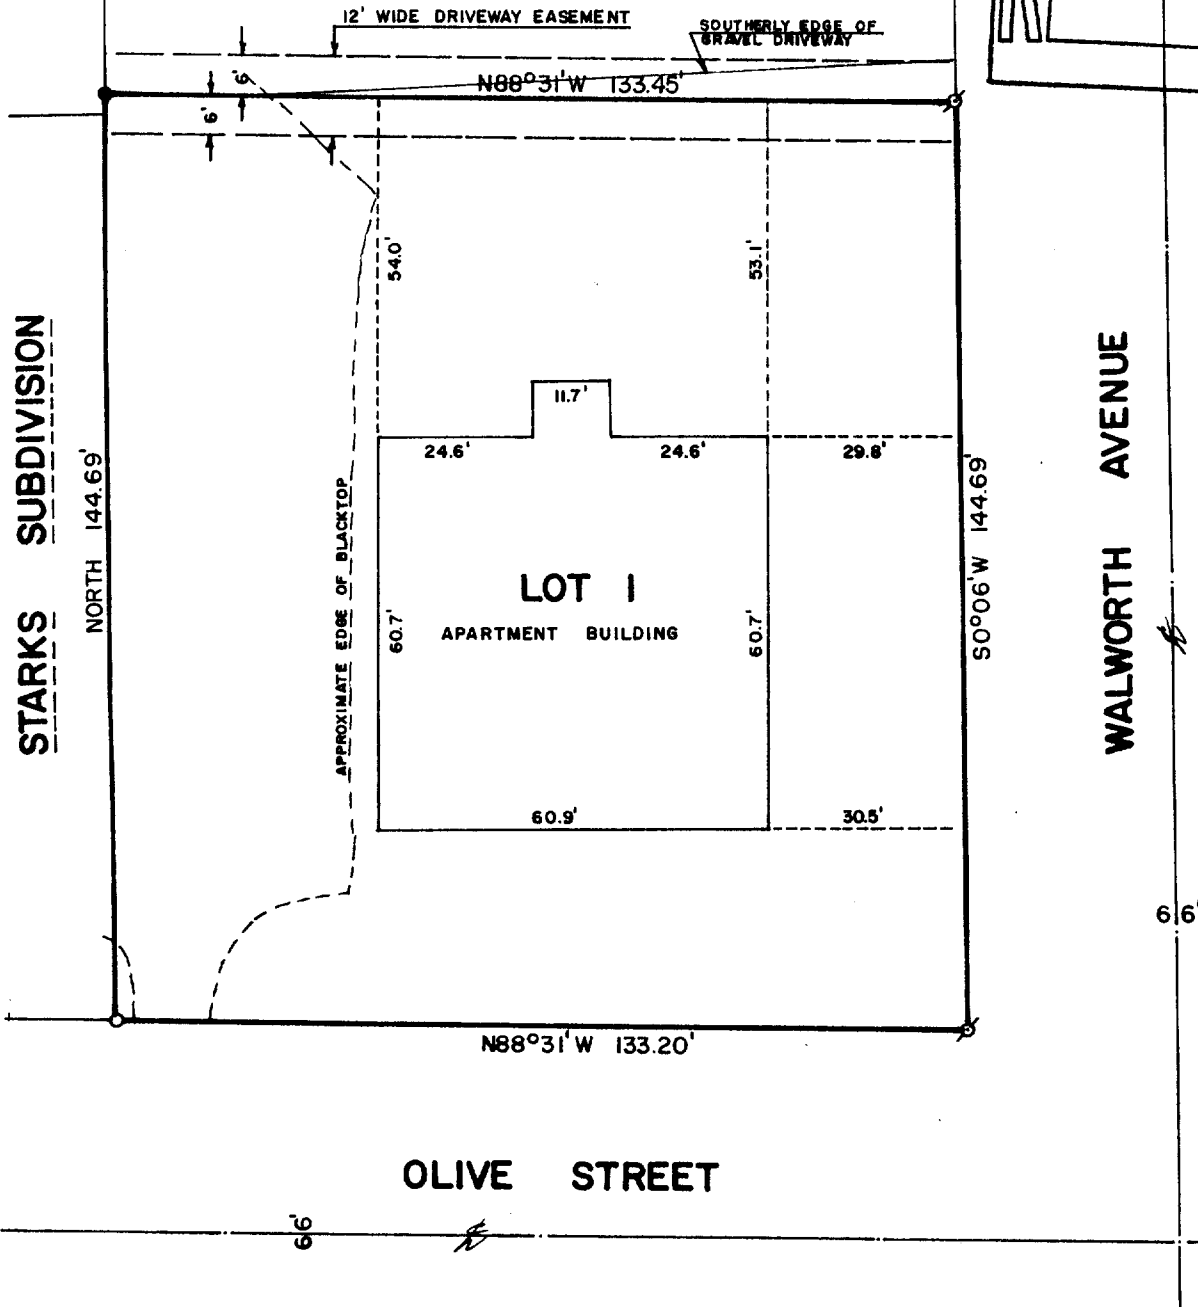 12' WIDE DRIVEWAY EASEMENT
SOUTHERLY EDGE OF
GRAVEL DRIVEWAY
6'
N88°31'W 133.45'
6'
54.0'
53.1'
11.7'
24.6'
24.6'
29.8'
STARKS SUBDIVISION
NORTH 144.69'
APPROXIMATE EDGE OF BLACKTOP
LOT 1
APARTMENT BUILDING
60.7'
60.7'
S0°06'W 144.69'
WALWORTH AVENUE
60.9'
30.5'
66'
N88°31'W 133.20'
OLIVE STREET
66'